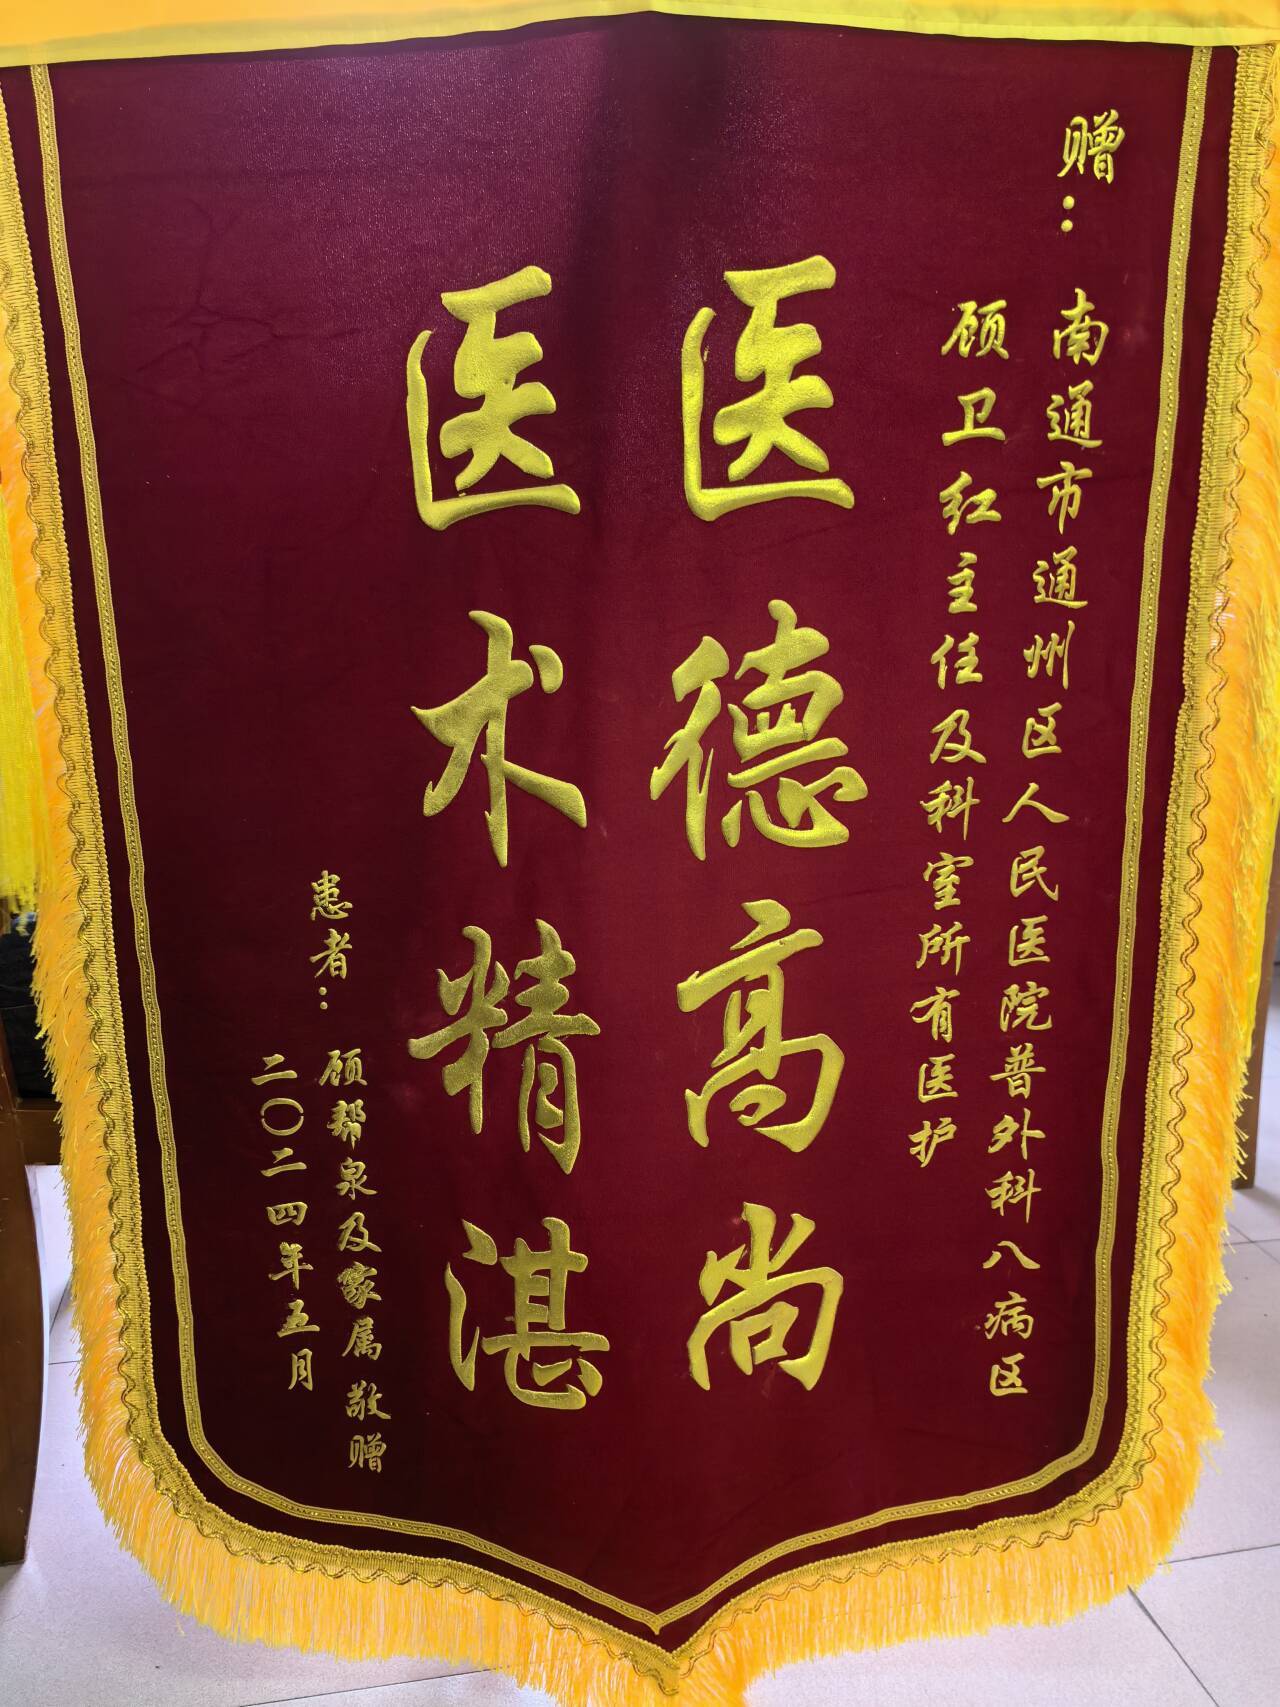 赠：南通市通州区人民医院普外科八病区
顾卫红主任及科室所有医护
医德高尚
医术精湛
患者：顾帮泉及家属敬赠
二〇二四年五月